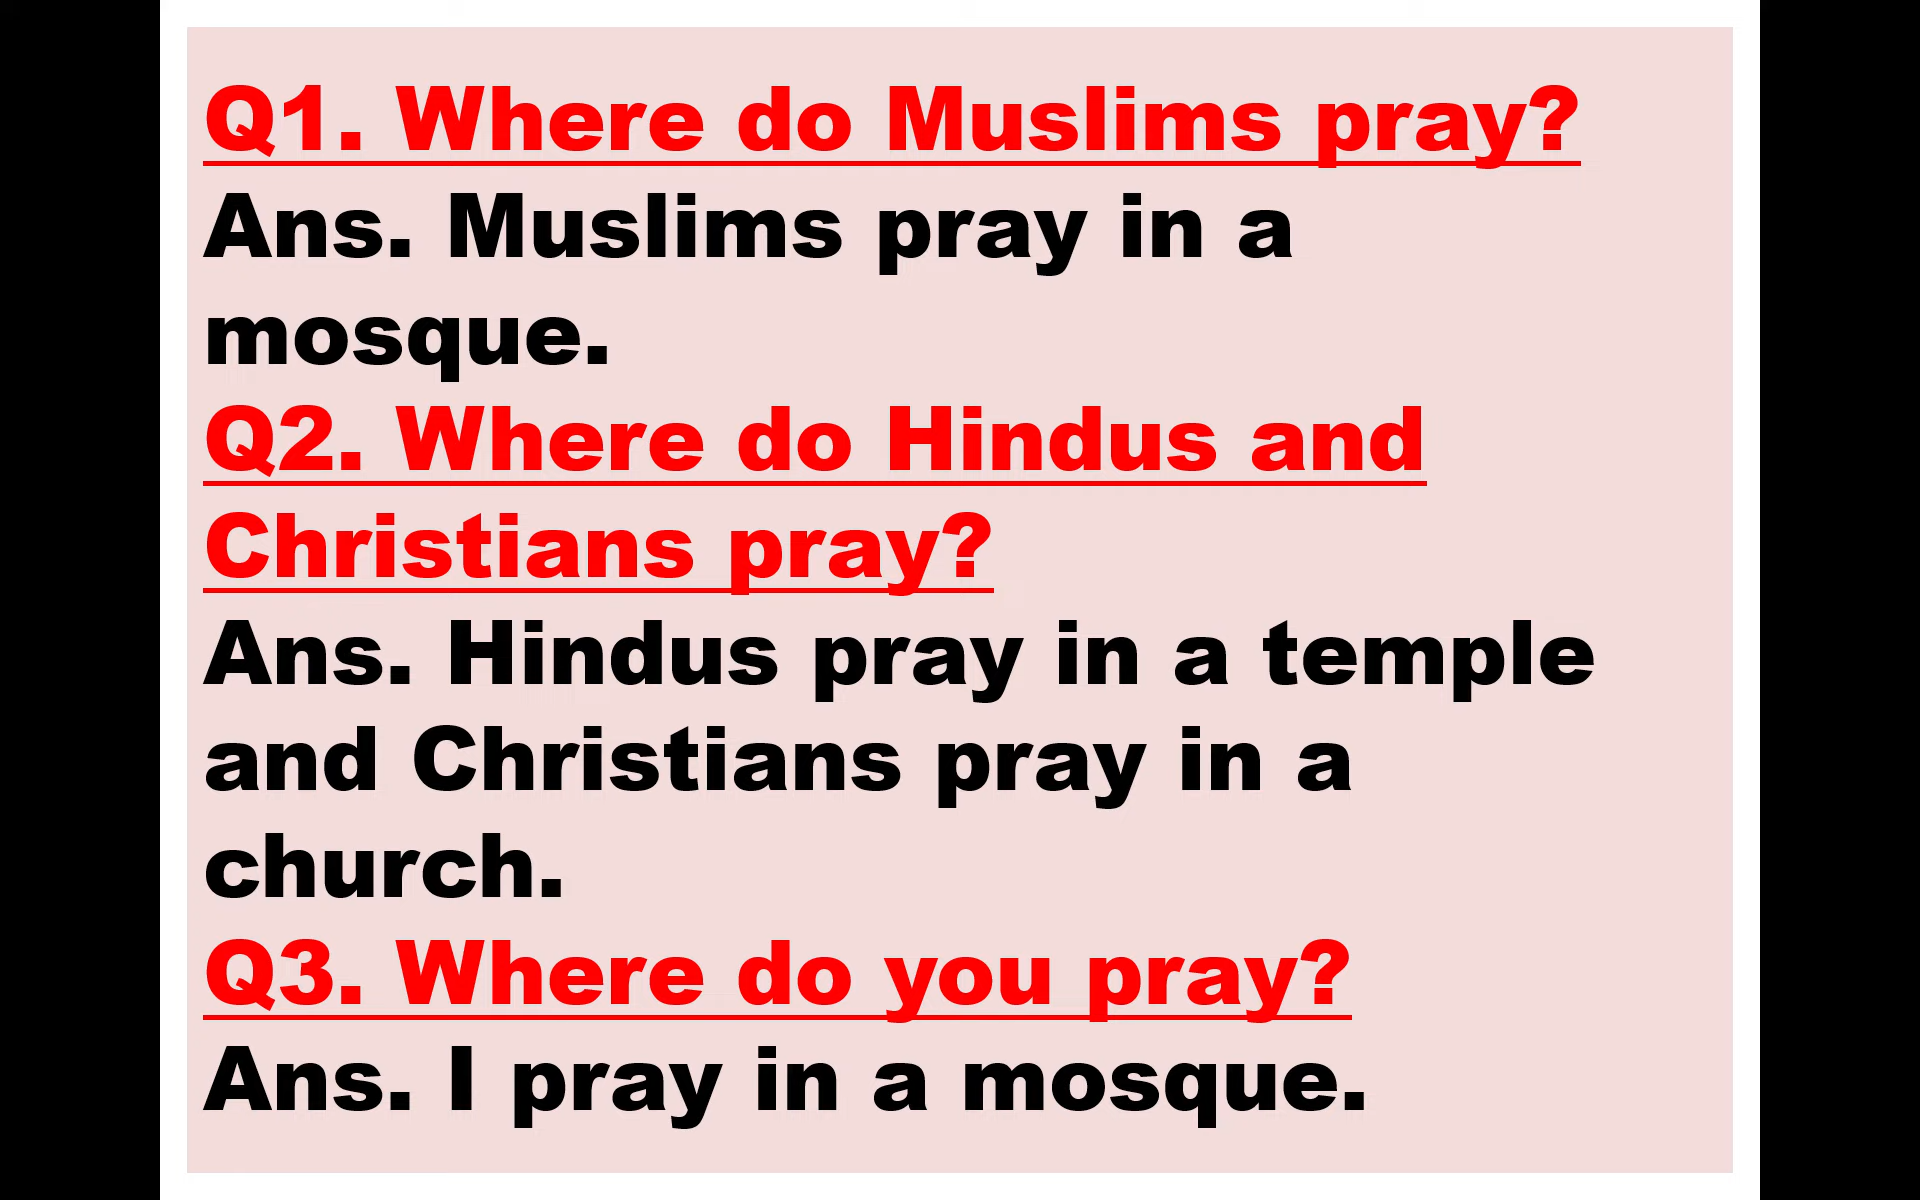 Q1. Where do Muslims pray?
Ans. Muslims pray in a
mosque.
Q2. Where do Hindus and
Christians pray?
Ans. Hindus pray in a temple
and Christians pray in a
church.
Q3. Where do you pray?
Ans. I pray in a mosque.